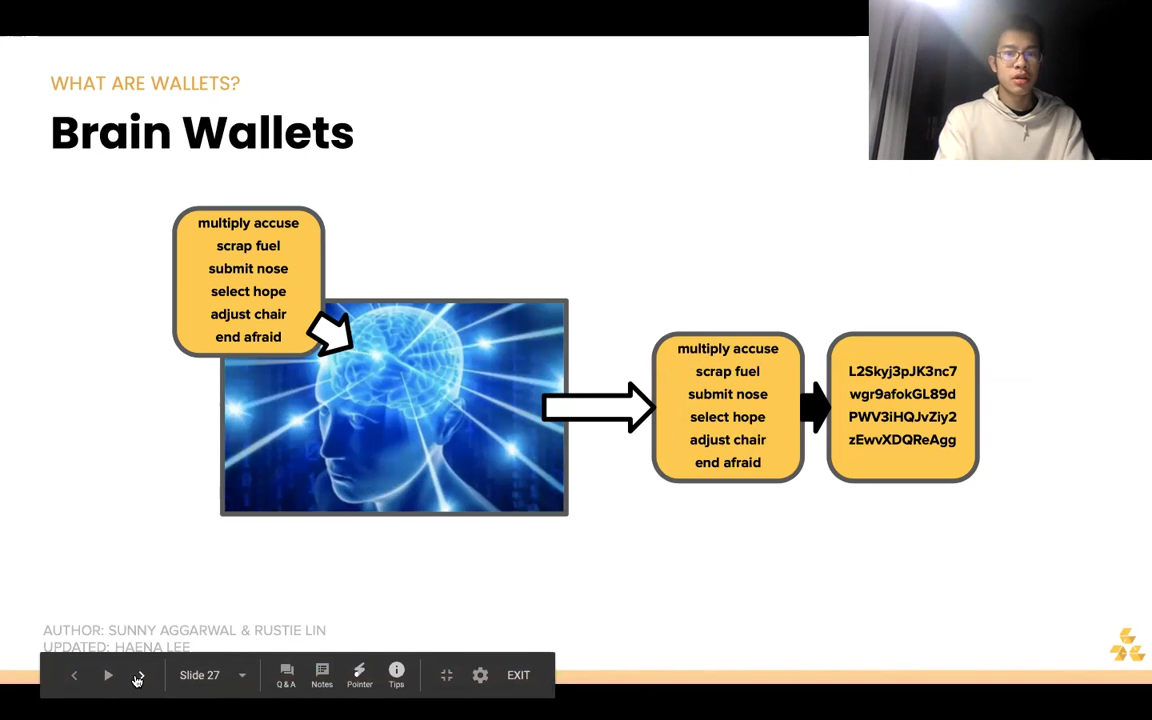 WHAT ARE WALLETS?
Brain Wallets
multiply accuse
scrap fuel
submit nose
select hope
adjust chair
end afraid
multiply accuse
scrap fuel
submit nose
select hope
adjust chair
end afraid
L2Skyj3pJK3nc7
wgr9afokGL89d
PWV3iHQJvZiy2
zEwvXDQReAgg
AUTHOR: SUNNY AGGARWAL & RUSTIE LIN
UPDATED: HAENA LEE
Slide 27
Q & A
Notes
Pointer
Tips
EXIT